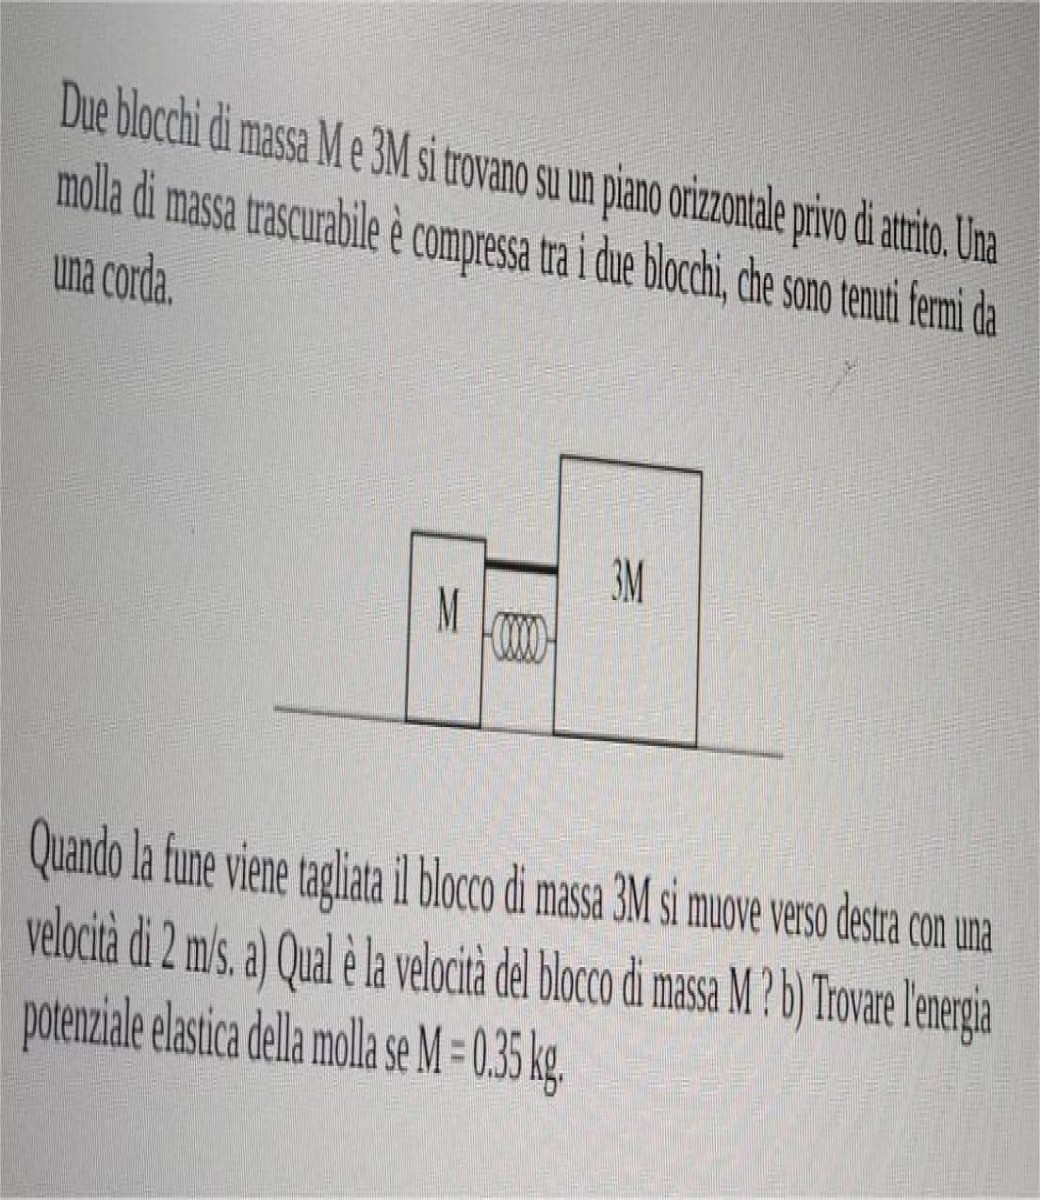 Due blocchi di massa M e 3M si trovano su un piano orizzontale privo di attrito. Una
molla di massa trascurabile è compressa tra i due blocchi, che sono tenuti fermi da
una corda.
M
3M
Quando la fune viene tagliata il blocco di massa 3M si muove verso destra con una
velocità di 2 m/s. a) Qual è la velocità del blocco di massa M ? b) Trovare l'energia
potenziale elastica della molla se M = 0.35 kg.